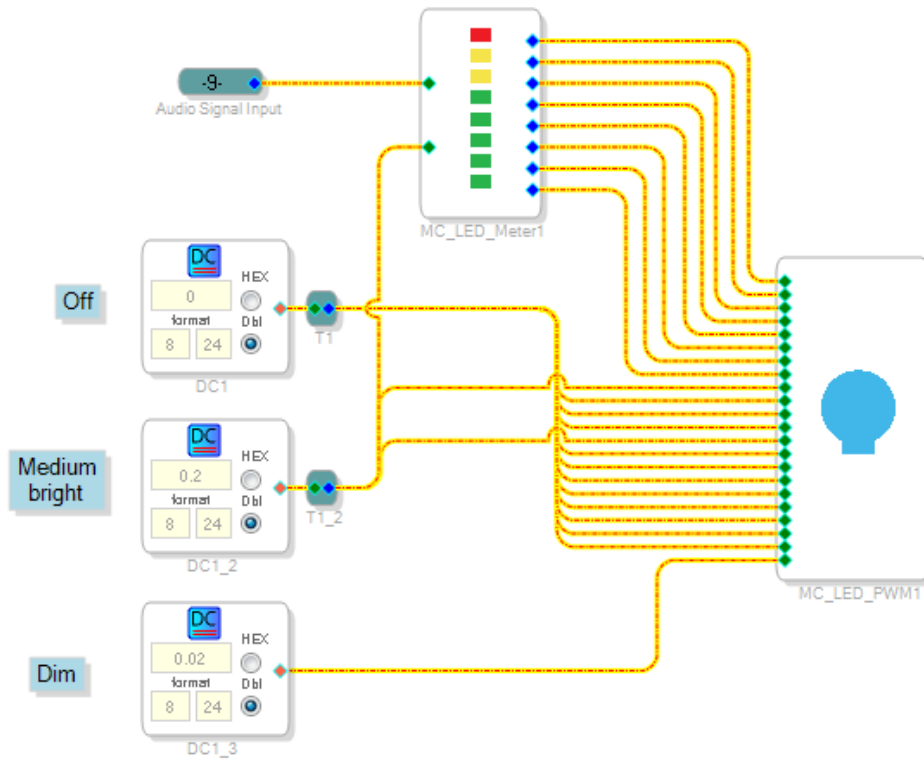 -9-
Audio Signal Input
MC_LED_Meter1
Off
DC
HEX
0
format
Dbl
8
24
DC1
T1
Medium
bright
DC
HEX
0.2
format
Dbl
8
24
DC1_2
T1_2
MC_LED_PWM1
Dim
DC
HEX
0.02
format
Dbl
8
24
DC1_3